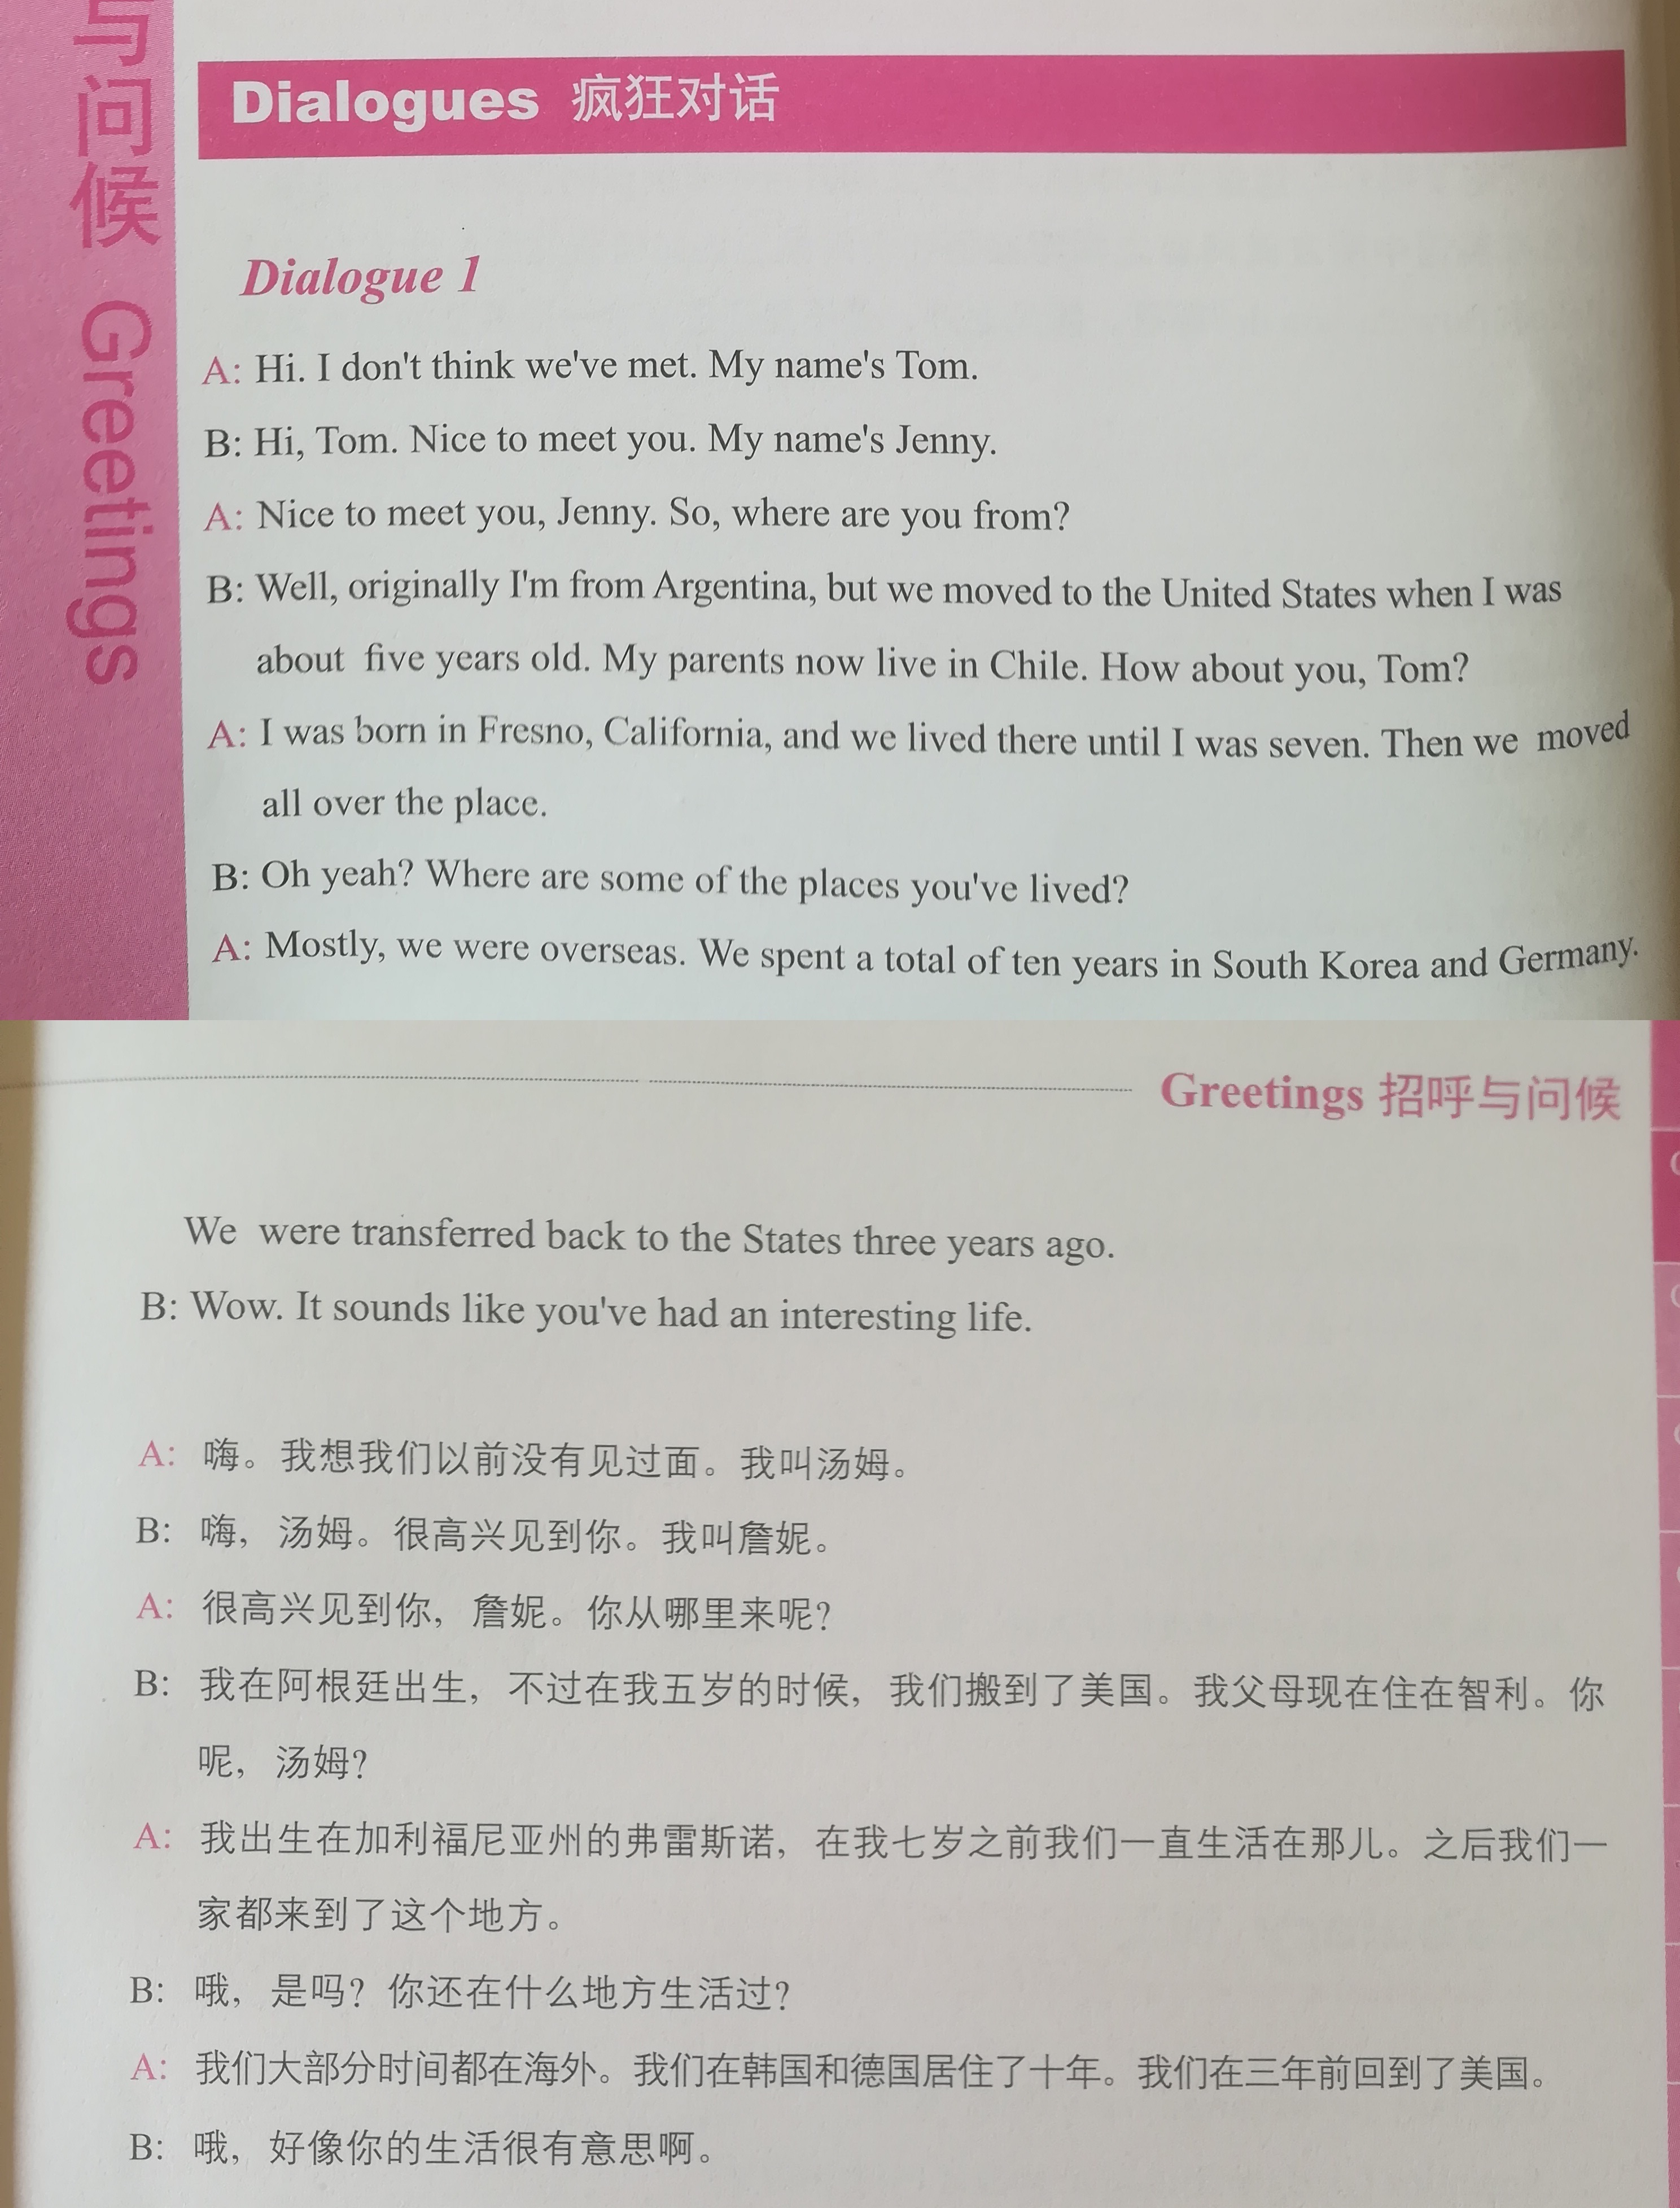 与问候 Greetings
Dialogues 疯狂对话
Dialogue 1
A: Hi. I don't think we've met. My name's Tom.
B: Hi, Tom. Nice to meet you. My name's Jenny.
A: Nice to meet you, Jenny. So, where are you from?
B: Well, originally I'm from Argentina, but we moved to the United States when I was
about five years old. My parents now live in Chile. How about you, Tom?
A: I was born in Fresno, California, and we lived there until I was seven. Then we moved
all over the place.
B: Oh yeah? Where are some of the places you've lived?
A: Mostly, we were overseas. We spent a total of ten years in South Korea and Germany.
Greetings 招呼与问候
We were transferred back to the States three years ago.
B: Wow. It sounds like you've had an interesting life.
A: 嗨。我想我们以前没有见过面。我叫汤姆。
B: 嗨，汤姆。很高兴见到你。我叫詹妮。
A: 很高兴见到你，詹妮。你从哪里来呢?
B: 我在阿根廷出生，不过在我五岁的时候，我们搬到了美国。我父母现在住在智利。你
呢，汤姆?
A: 我出生在加利福尼亚州的弗雷斯诺，在我七岁之前我们一直生活在那儿。之后我们一
家都来到了这个地方。
B: 哦，是吗? 你还在什么地方生活过?
A: 我们大部分时间都在海外。我们在韩国和德国居住了十年。我们在三年前回到了美国。
B: 哦，好像你的生活很有意思啊。